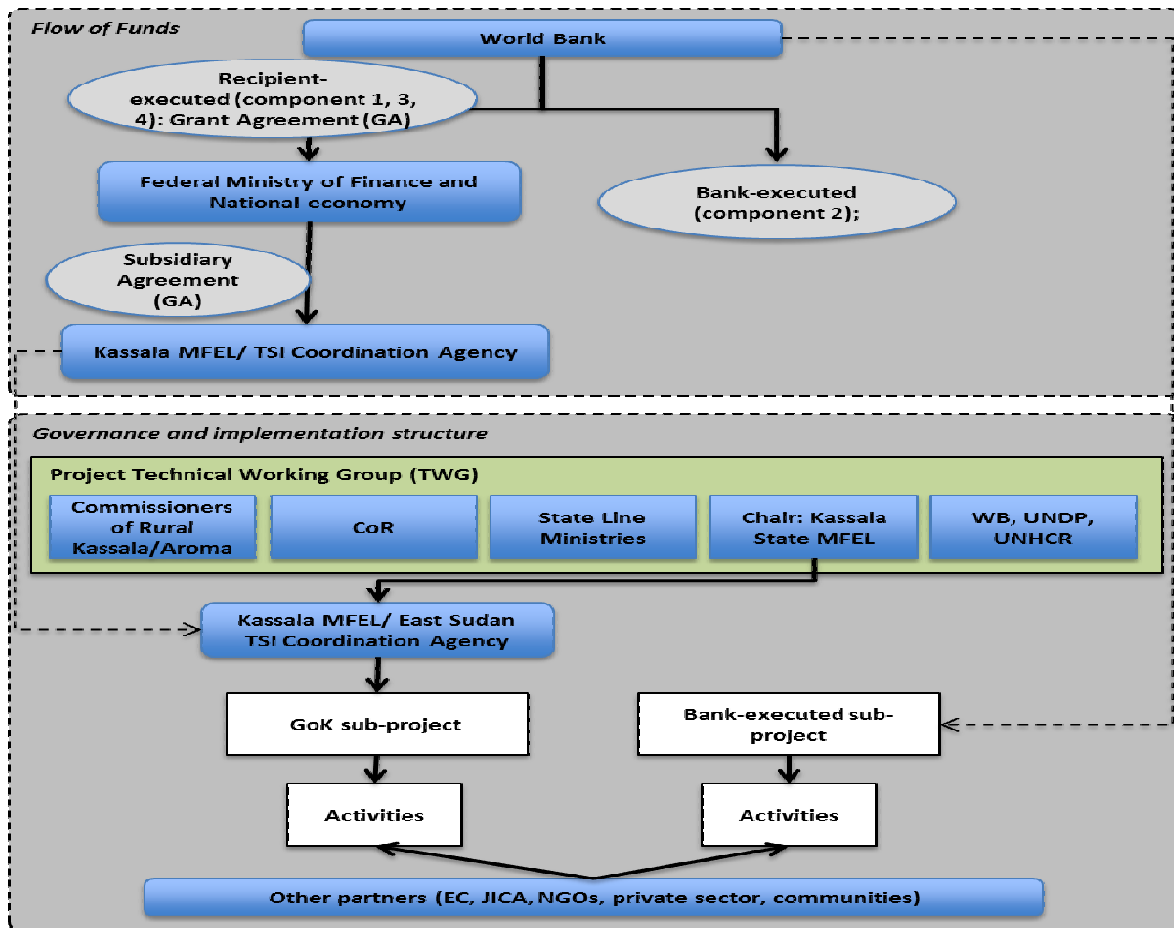 Flow of Funds
World Bank
Recipient-
executed (component 1, 3,
4): Grant Agreement (GA)
Federal Ministry of Finance and
National economy
Bank-executed
(component 2);
Subsidiary
Agreement
(GA)
Kassala MFEL/ TSI Coordination Agency
Governance and implementation structure
Project Technical Working Group (TWG)
Commissioners
of Rural
Kassala/Aroma
CoR
State Line
Ministries
Chair: Kassala
State MFEL
WB, UNDP,
UNHCR
Kassala MFEL/ East Sudan
TSI Coordination Agency
GoK sub-project
Bank-executed sub-
project
Activities
Activities
Other partners (EC, JICA, NGOs, private sector, communities)